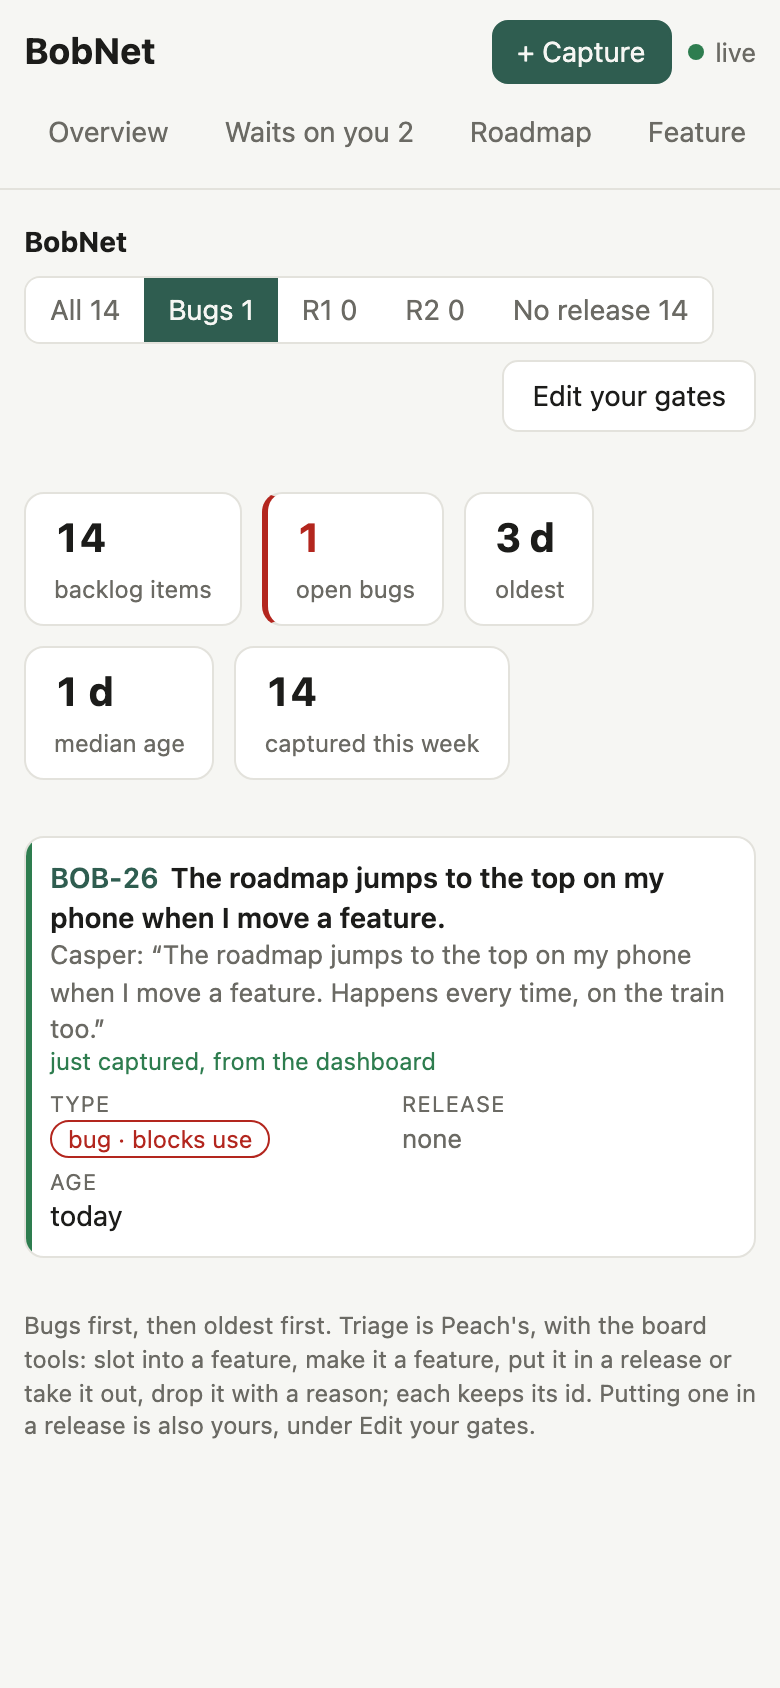 BobNet
+ Capture
live
Overview
Waits on you 2
Roadmap
Feature
BobNet
All 14
Bugs 1
R1 0
R2 0
No release 14
Edit your gates
14
backlog items
1
open bugs
3 d
oldest
1 d
median age
14
captured this week
BOB-26 The roadmap jumps to the top on my
phone when I move a feature.
Casper: “The roadmap jumps to the top on my phone
when I move a feature. Happens every time, on the train
too.”
just captured, from the dashboard
TYPE
bug · blocks use
RELEASE
none
AGE
today
Bugs first, then oldest first. Triage is Peach's, with the board
tools: slot into a feature, make it a feature, put it in a release or
take it out, drop it with a reason; each keeps its id. Putting one in
a release is also yours, under Edit your gates.